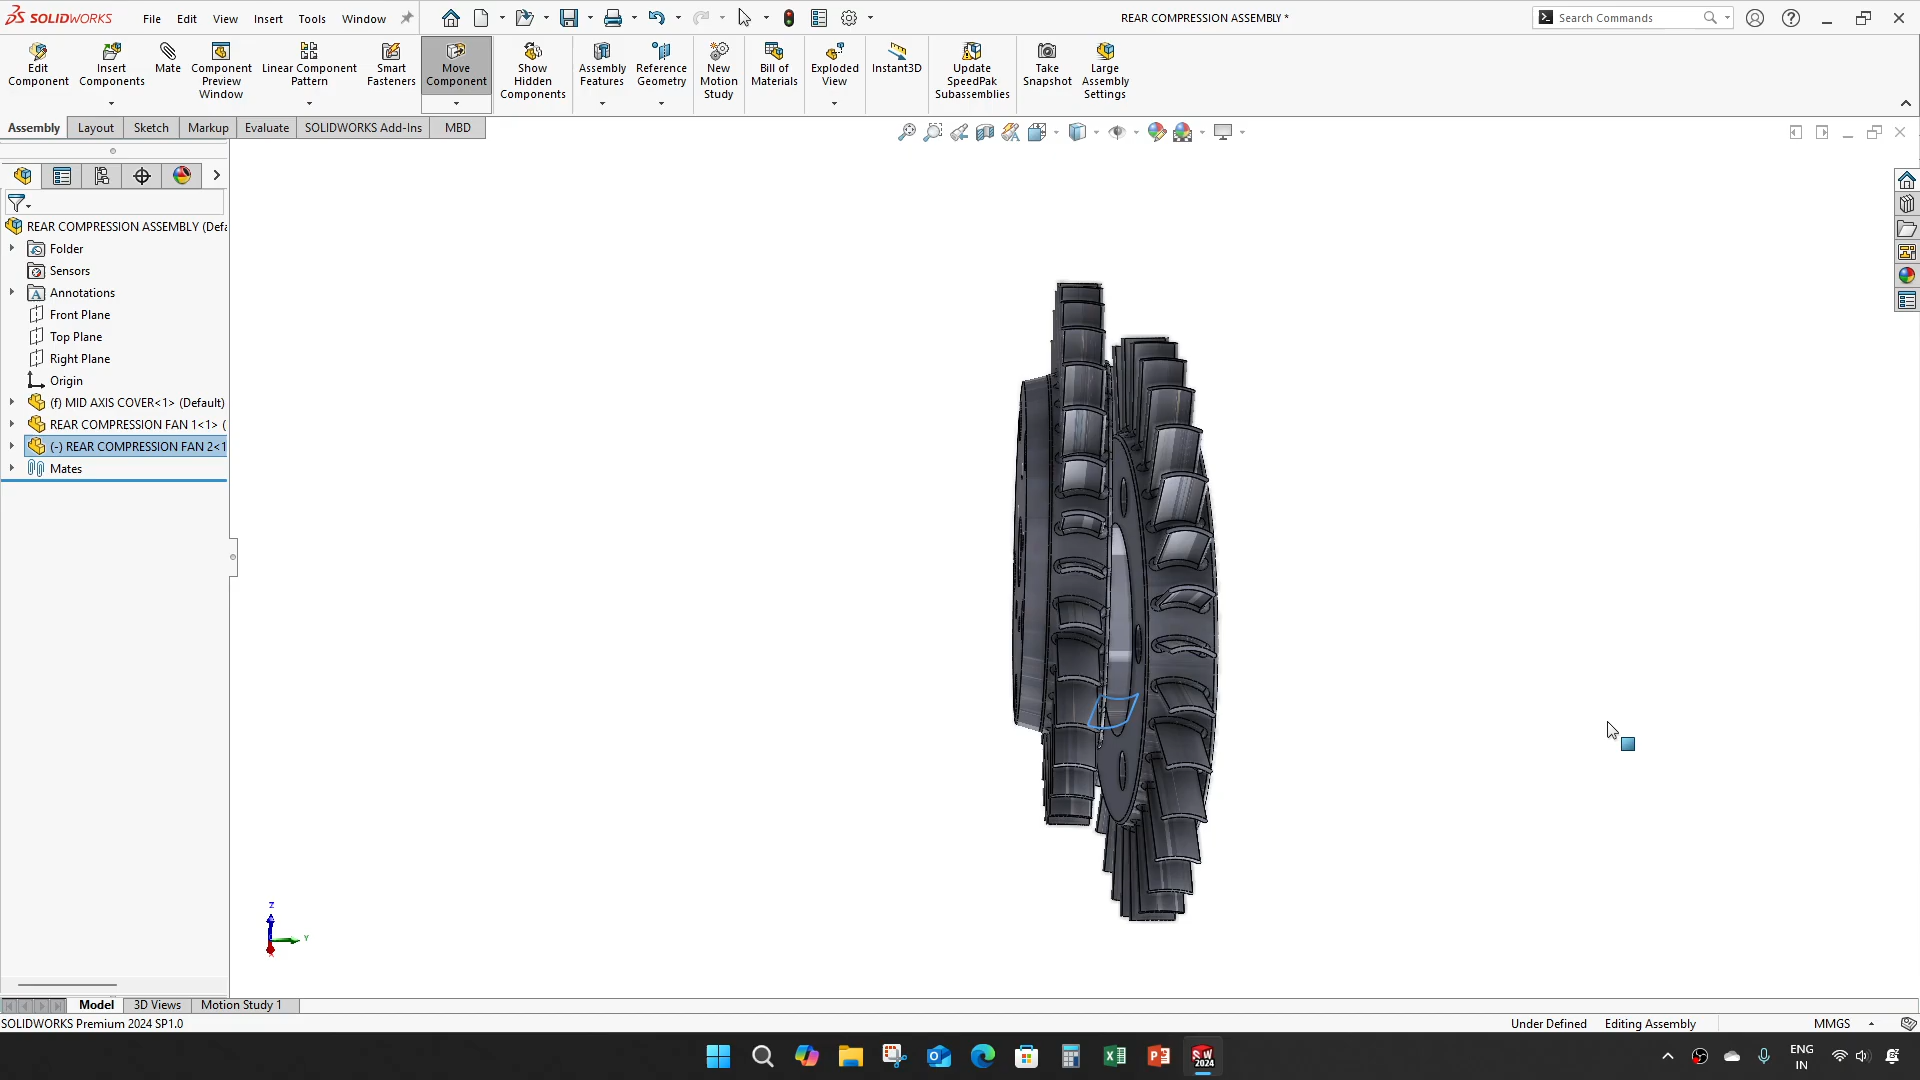 SOLIDWORKS File Edit View Insert Tools Window REAR COMPRESSION ASSEMBLY * Search Commands
Edit Component
Insert Components
Mate
Component Preview Window
Linear Component Pattern
Smart Fasteners
Move Component
Show Hidden Components
Assembly Features
Reference Geometry
New Motion Study
Bill of Materials
Exploded View
Instant3D
Update SpeedPak Subassemblies
Take Snapshot
Large Assembly Settings
Assembly Layout Sketch Markup Evaluate SOLIDWORKS Add-Ins MBD
REAR COMPRESSION ASSEMBLY (Defa
Folder
Sensors
Annotations
Front Plane
Top Plane
Right Plane
Origin
(f) MID AXIS COVER<1> (Default)
REAR COMPRESSION FAN 1<1> (
(-) REAR COMPRESSION FAN 2<1
Mates
Z
Y
X
Model 3D Views Motion Study 1
SOLIDWORKS Premium 2024 SP1.0 Under Defined Editing Assembly MMGS
SW 2024
ENG
IN